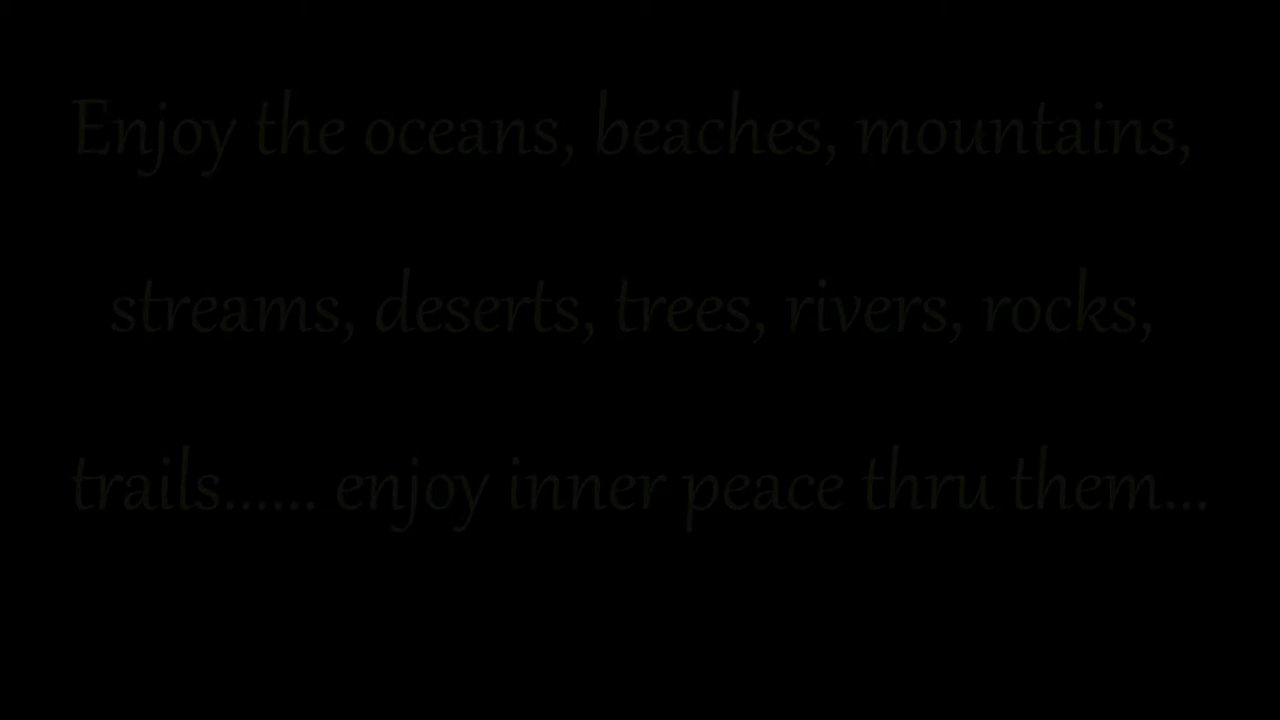 Enjoy the oceans, beaches, mountains,
streams, deserts, trees, rivers, rocks,
trails...... enjoy inner peace thru them...